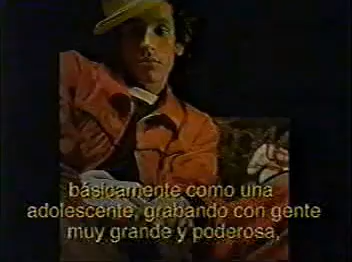 básicamente como una
adolescente, grabando con gente
muy grande y poderosa,